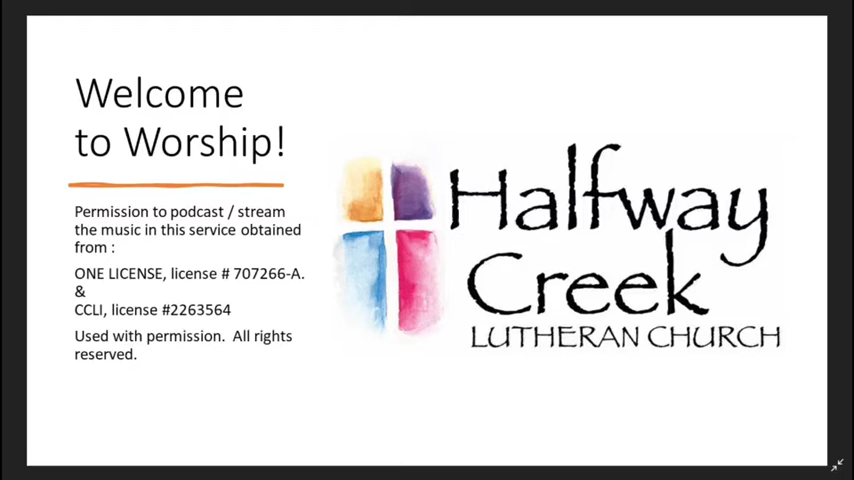 Welcome
to Worship!
Permission to podcast / stream
the music in this service obtained
from :
ONE LICENSE, license # 707266-A.
&
CCLI, license #2263564
Used with permission.  All rights
reserved.
Halfway
Creek
LUTHERAN CHURCH